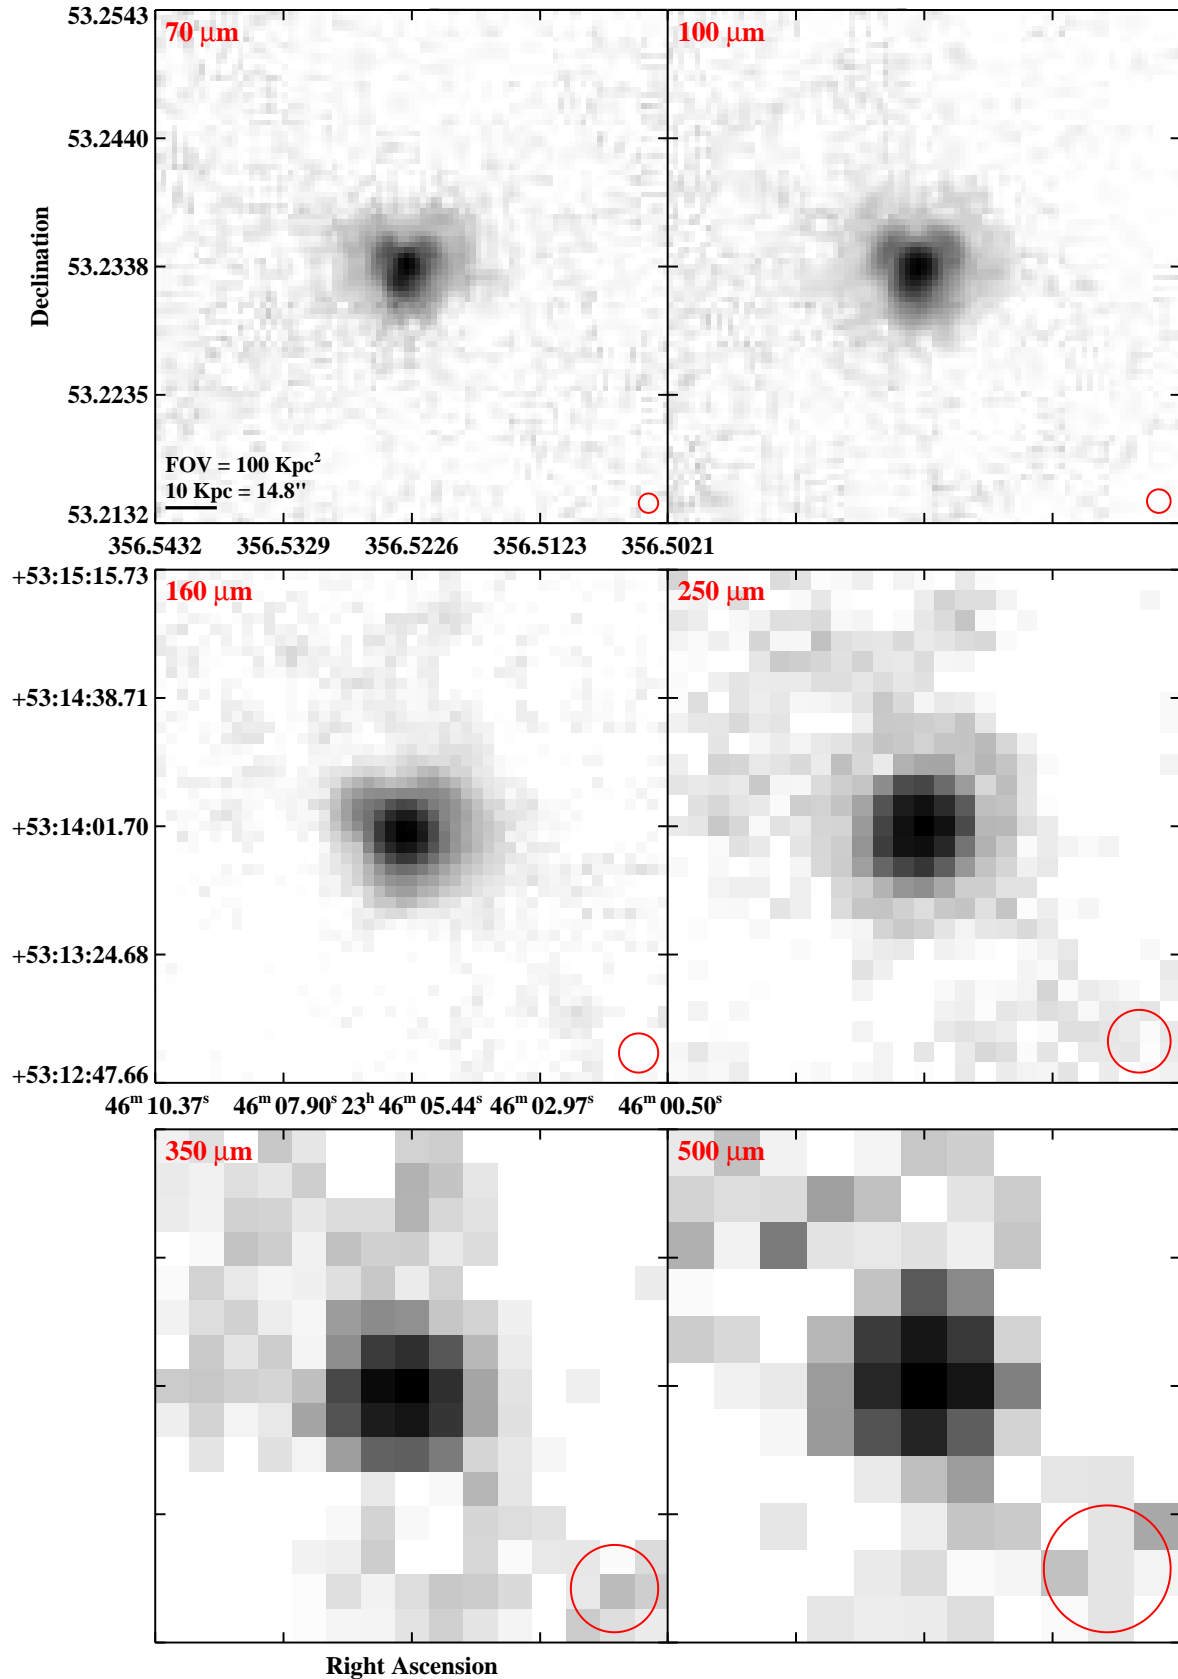 53.2543
70 μm
100 μm
53.2440
Declination
53.2338
53.2235
FOV = 100 Kpc²
10 Kpc = 14.8"
53.2132
356.5432 356.5329 356.5226 356.5123 356.5021
+53:15:15.73
160 μm
250 μm
+53:14:38.71
+53:14:01.70
+53:13:24.68
+53:12:47.66
46ᵐ 10.37ˢ 46ᵐ 07.90ˢ 23ʰ 46ᵐ 05.44ˢ 46ᵐ 02.97ˢ 46ᵐ 00.50ˢ
350 μm
500 μm
Right Ascension